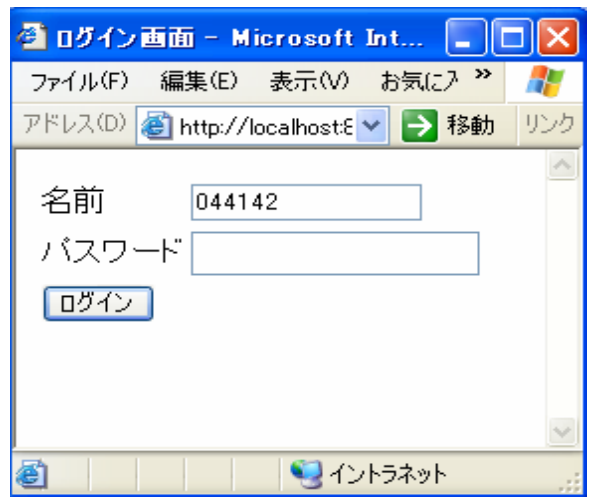 ログイン画面 - Microsoft Int...
ファイル(F) 編集(E) 表示(V) お気に入 »
アドレス(D) http://localhost:8 移動 リンク
名前 044142
パスワード
ログイン
イントラネット